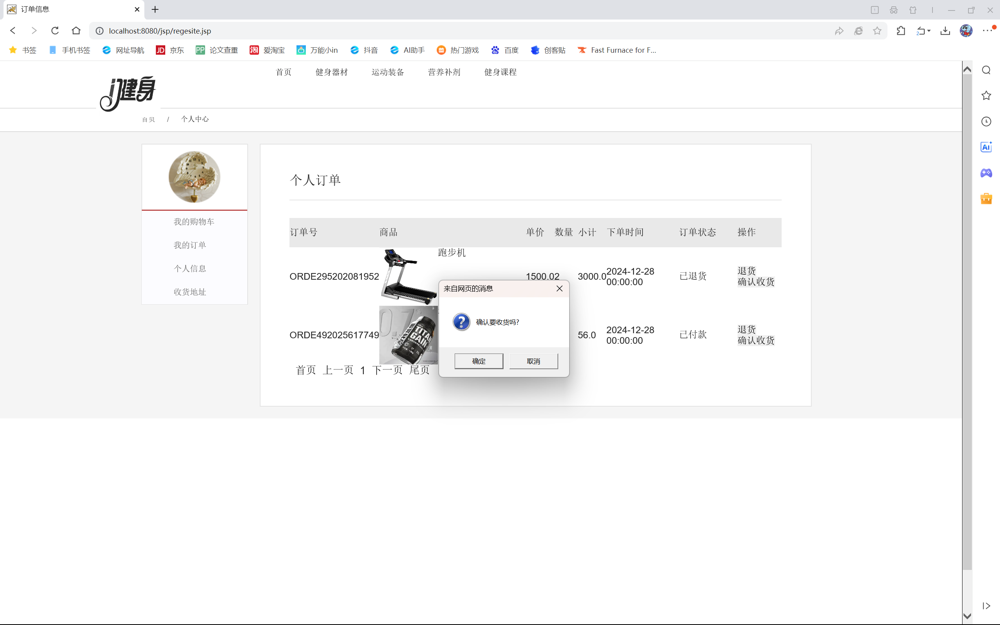 订单信息
localhost:8080/jsp/regesite.jsp
书签 手机书签 网址导航 JD 京东 PP 论文查重 淘 爱淘宝 万能小in 抖音 AI助手 热门游戏 du 百度 创客贴 Fast Furnace for F...
首页 健身器材 运动装备 营养补剂 健身课程
i健身
自贝 / 个人中心
个人订单
我的购物车
我的订单
个人信息
收货地址
订单号 商品 单价 数量 小计 下单时间 订单状态 操作
跑步机
ORDE295202081952 1500.02 3000.0 2024-12-28 已退货 退货
00:00:00 确认收货
来自网页的消息
确认要收货吗?
确定 取消
TITAN
GAIN
ORDE492025617749 56.0 2024-12-28 已付款 退货
00:00:00 确认收货
首页 上一页 1 下一页 尾页
AI
2